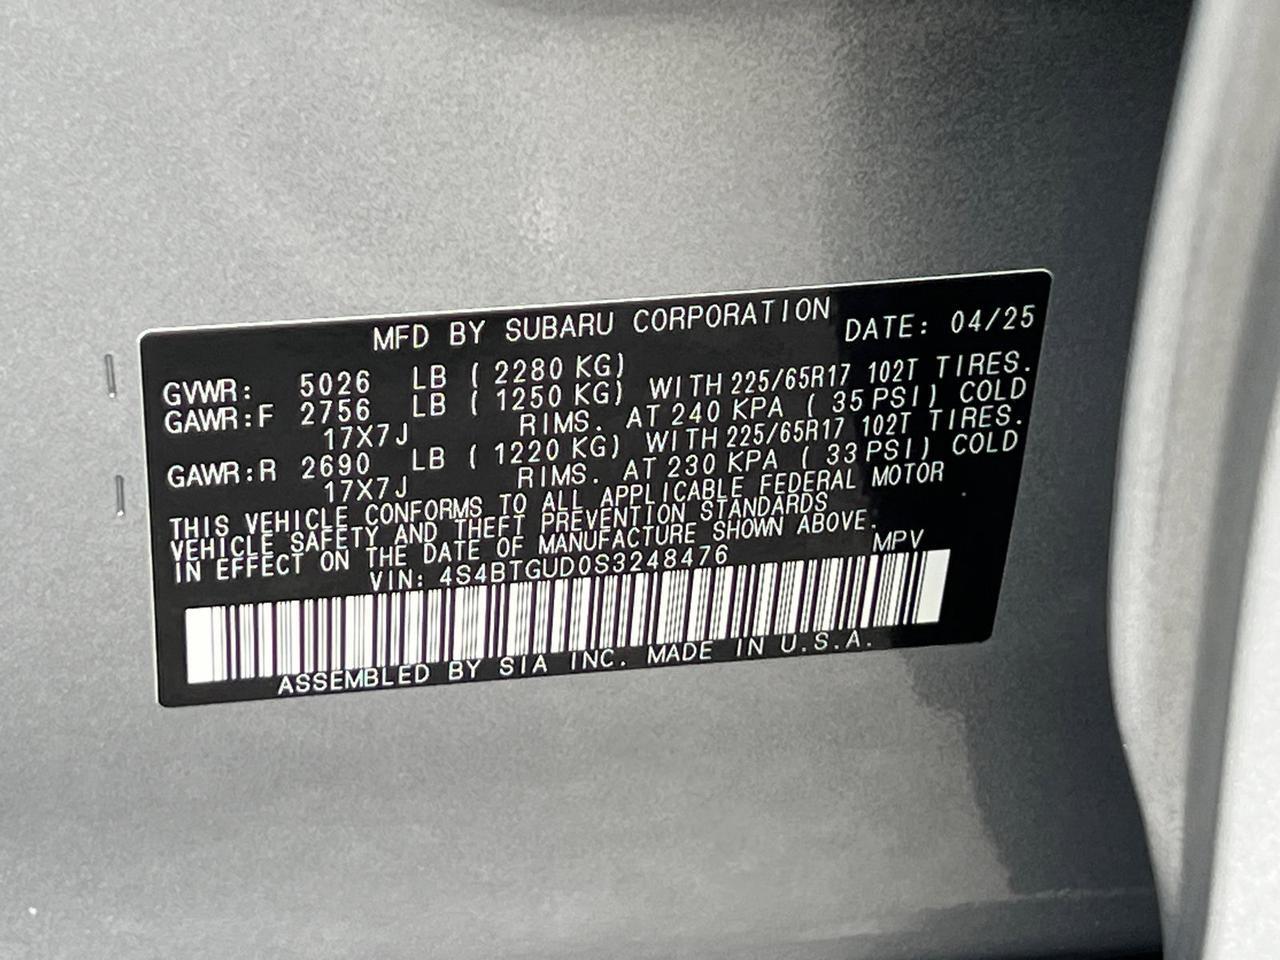 MFD BY SUBARU CORPORATION DATE: 04/25
GVWR: 5026 LB ( 2280 KG)
GAWR:F 2756 LB ( 1250 KG) WITH 225/65R17 102T TIRES.
17X7J RIMS. AT 240 KPA ( 35 PSI) COLD
GAWR:R 2690 LB ( 1220 KG) WITH 225/65R17 102T TIRES.
17X7J RIMS. AT 230 KPA ( 33 PSI) COLD
THIS VEHICLE CONFORMS TO ALL APPLICABLE FEDERAL MOTOR
VEHICLE SAFETY AND THEFT PREVENTION STANDARDS
IN EFFECT ON THE DATE OF MANUFACTURE SHOWN ABOVE.
VIN: 4S4BTGUD0S3248476 MPV
ASSEMBLED BY SIA INC. MADE IN U.S.A.